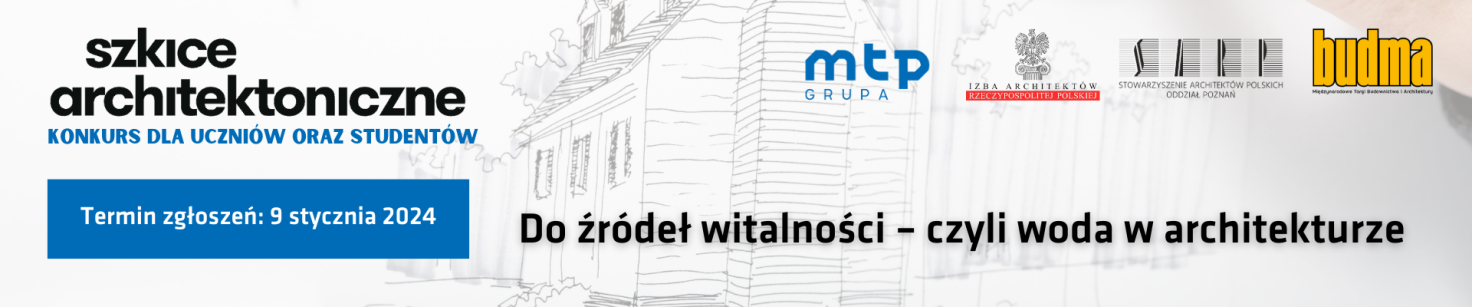 szkice
architektoniczne
KONKURS DLA UCZNIÓW ORAZ STUDENTÓW
Termin zgłoszeń: 9 stycznia 2024
mtp
GRUPA
IZBA ARCHITEKTÓW
RZECZYPOSPOLITEJ POLSKIEJ
SARP
STOWARZYSZENIE ARCHITEKTÓW POLSKICH
ODDZIAŁ POZNAŃ
budma
Międzynarodowe Targi Budownictwa i Architektury
Do źródeł witalności – czyli woda w architekturze